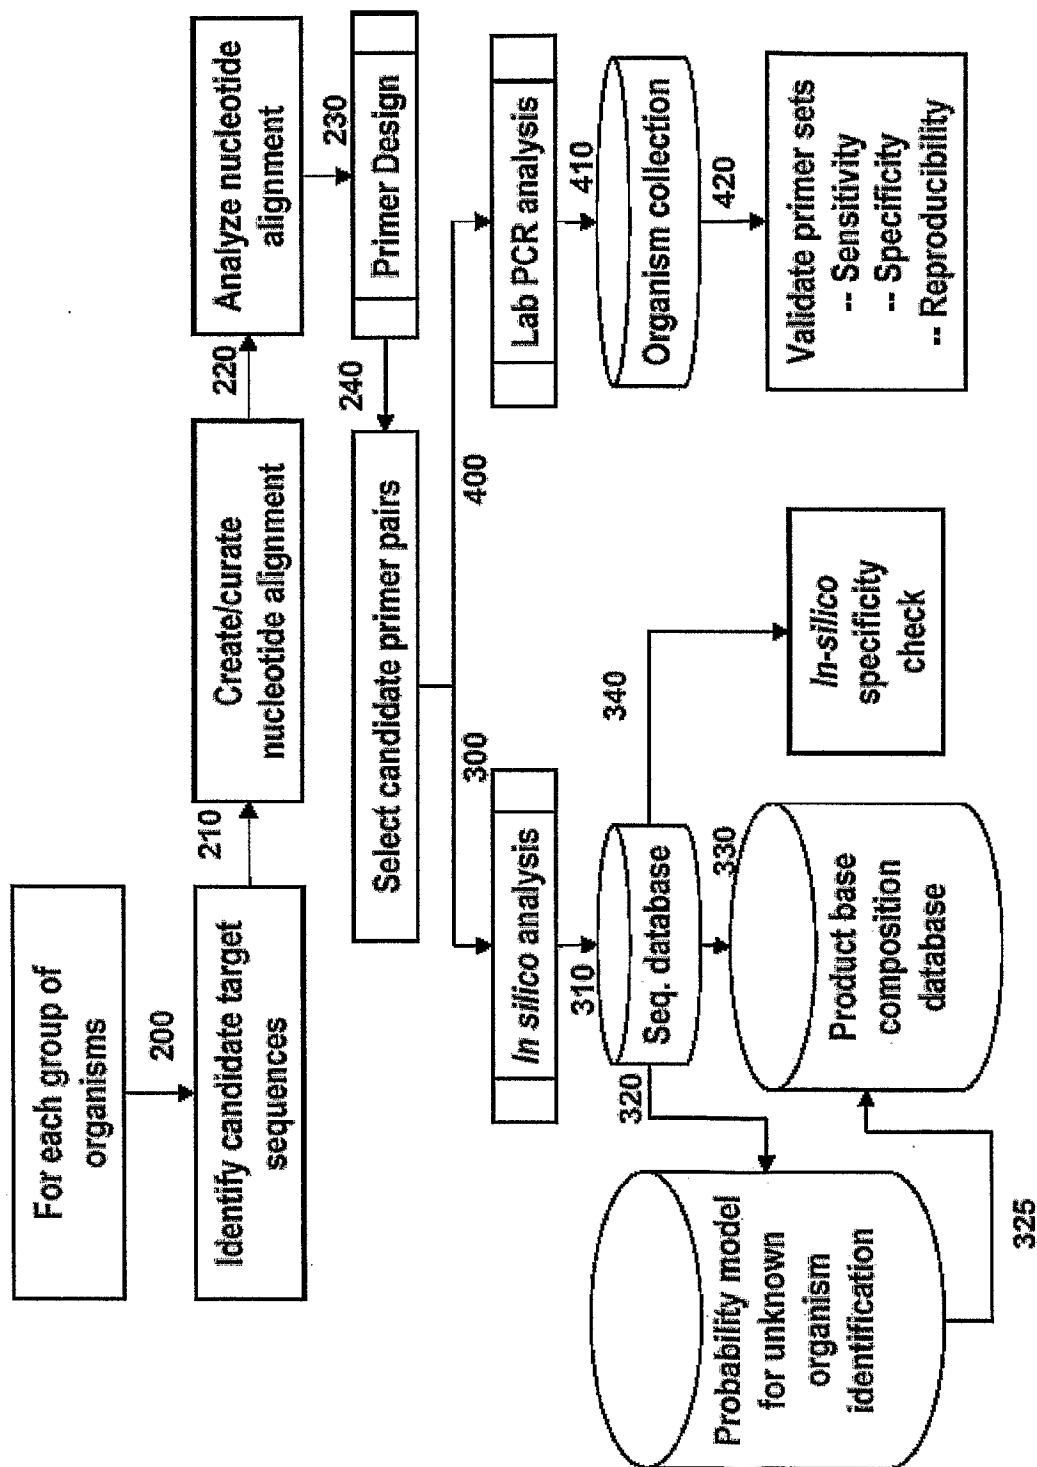 For each group of
organisms
200
Identify candidate target
sequences
210
Create/curate
nucleotide alignment
220
Analyze nucleotide
alignment
230
Primer Design
240
Select candidate primer pairs
300
400
In silico analysis
310
Seq. database
320
Probability model
for unknown
organism
identification
325
330
Product base
composition
database
340
In-silico
specificity
check
Lab PCR analysis
410
Organism collection
420
Validate primer sets
-- Sensitivity
-- Specificity
-- Reproducibility